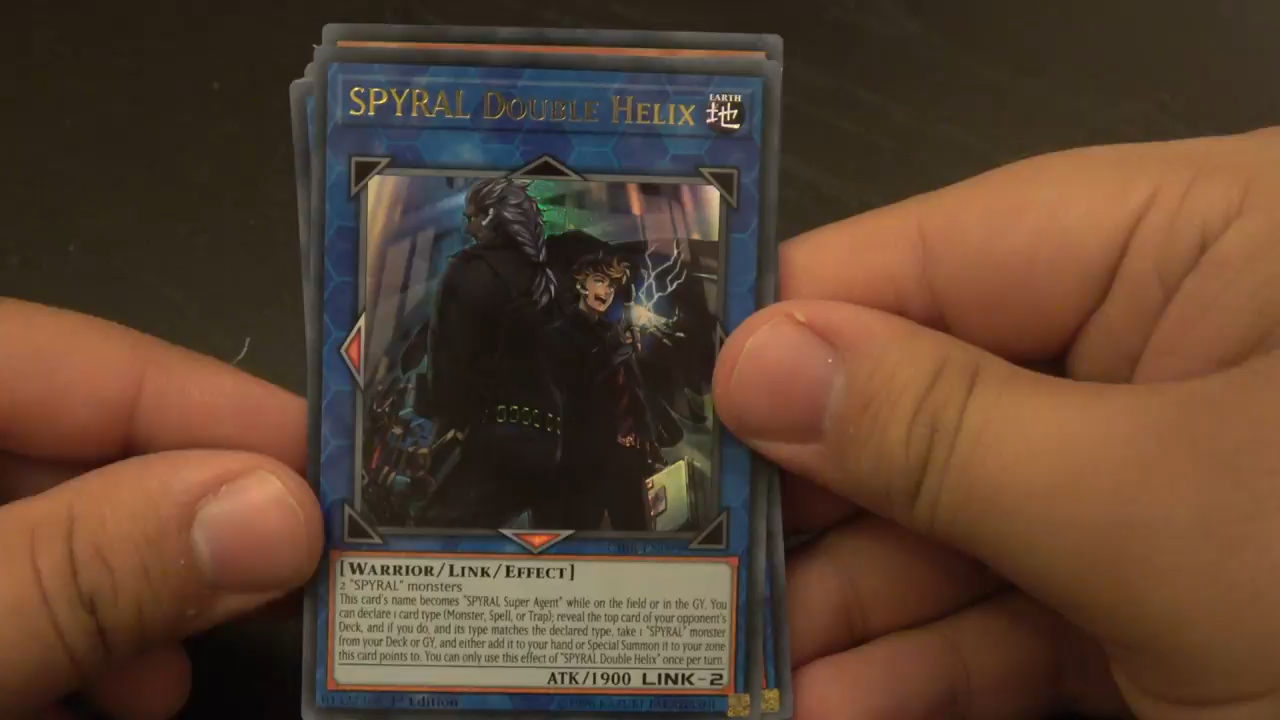 SPYRAL DOUBLE HELIX
EARTH
地
[WARRIOR/LINK/EFFECT]
2 "SPYRAL" monsters
This card's name becomes "SPYRAL Super Agent" while on the field or in the GY. You
can declare 1 card type (Monster, Spell, or Trap); reveal the top card of your opponent's
Deck, and if you do, and its type matches the declared type, take 1 "SPYRAL" monster
from your Deck or GY, and either add it to your hand or Special Summon it to your zone
this card points to. You can only use this effect of "SPYRAL Double Helix" once per turn.
ATK/1900 LINK-2
1st Edition